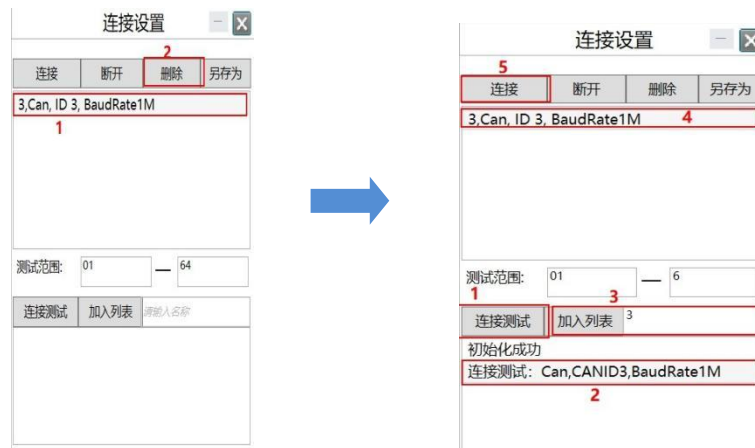 连接设置
2
连接 断开 删除 另存为
3,Can, ID 3, BaudRate1M
1
测试范围: 01 — 64
连接测试 加入列表 请输入名称
连接设置
5
连接 断开 删除 另存为
3,Can, ID 3, BaudRate1M 4
测试范围: 01 — 6
1 3
连接测试 加入列表 3
初始化成功
连接测试：Can,CANID3,BaudRate1M
2